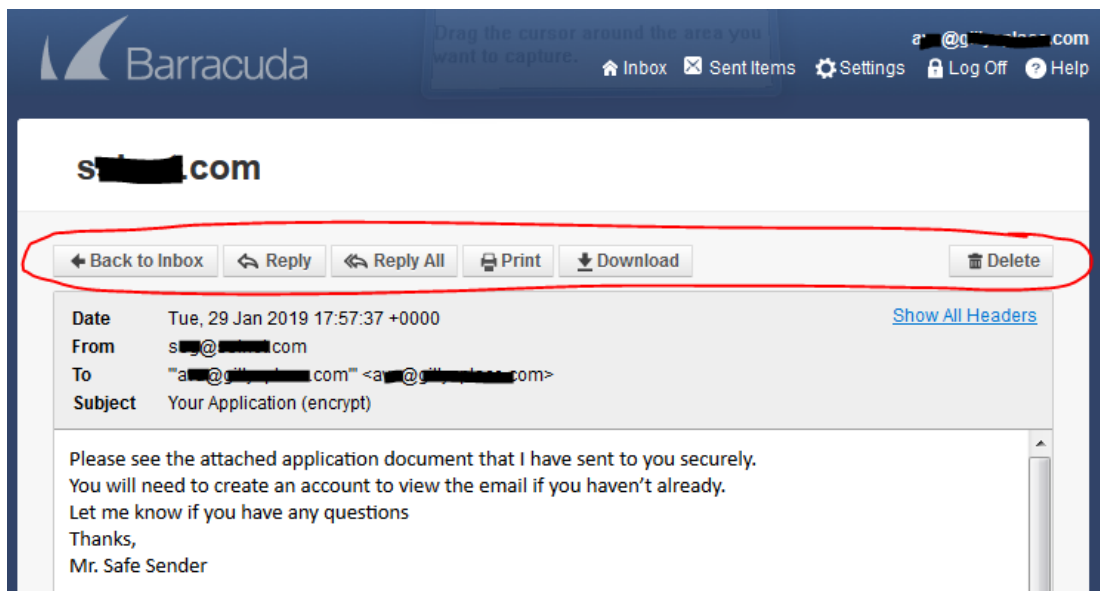 Barracuda
Drag the cursor around the area you
want to capture.
Inbox Sent Items Settings Log Off Help
.com
Back to Inbox Reply Reply All Print Download Delete
Date Tue, 29 Jan 2019 17:57:37 +0000 Show All Headers
From
To
Subject Your Application (encrypt)
Please see the attached application document that I have sent to you securely.
You will need to create an account to view the email if you haven't already.
Let me know if you have any questions
Thanks,
Mr. Safe Sender